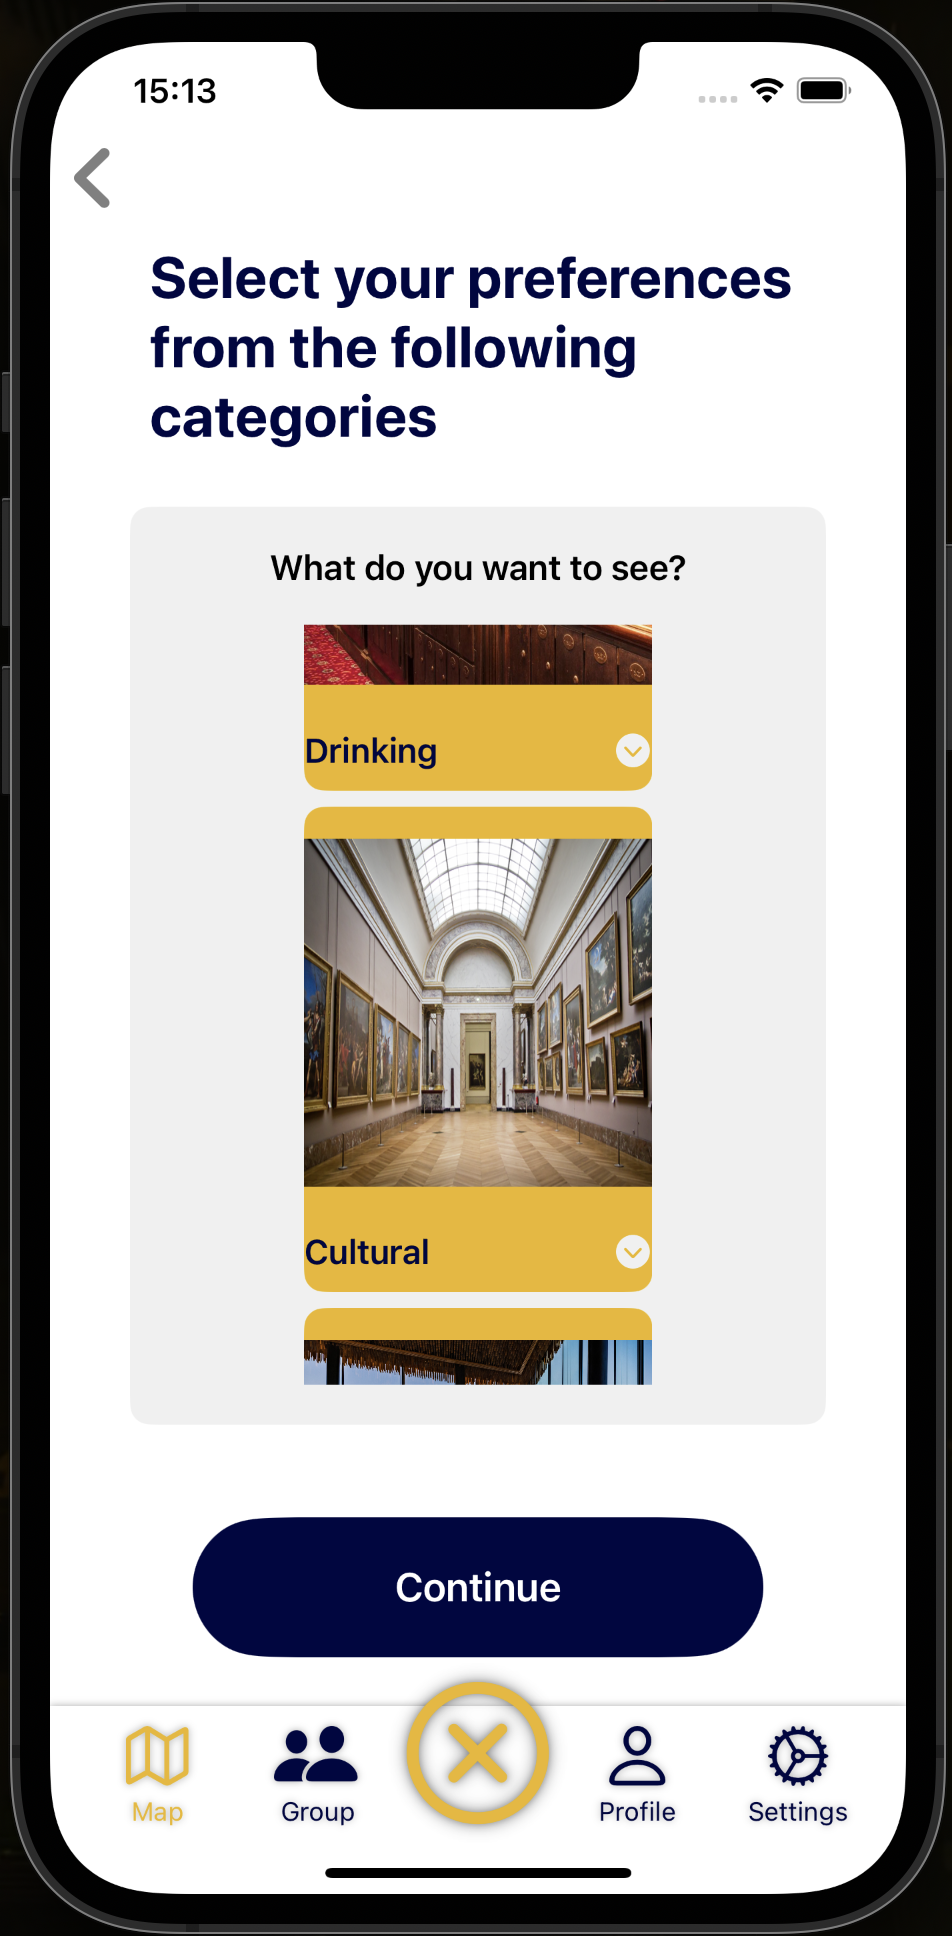 15:13
Select your preferences
from the following
categories
What do you want to see?
Drinking
Cultural
Continue
Map
Group
Profile
Settings